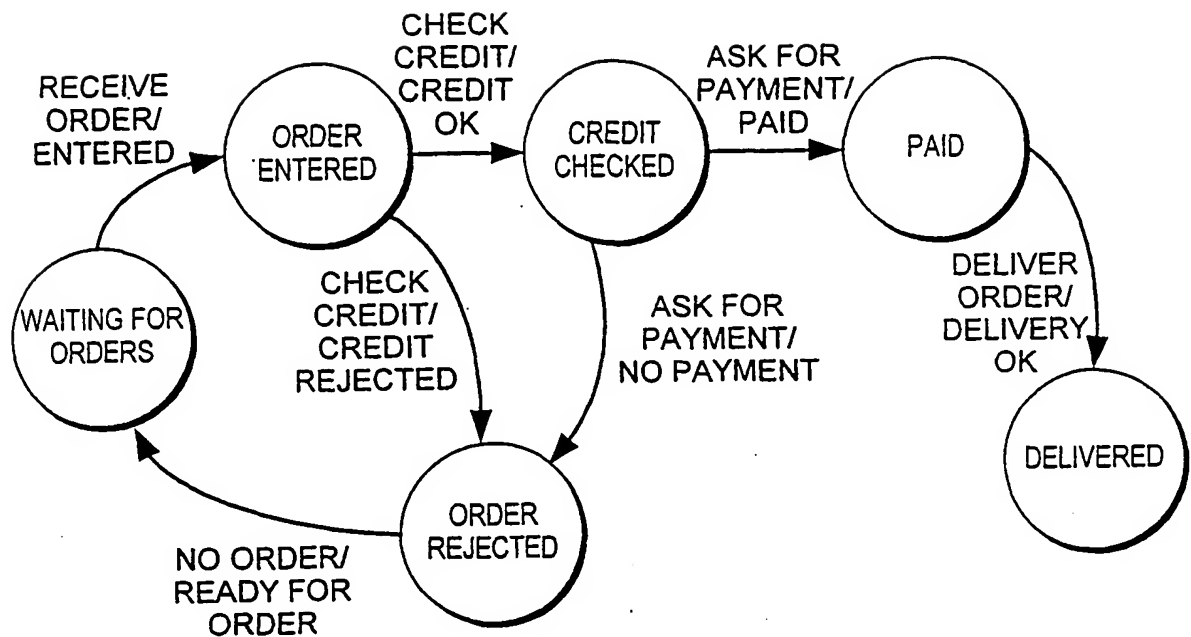 RECEIVE
ORDER/
ENTERED
ORDER
ENTERED
CHECK
CREDIT/
CREDIT
OK
CREDIT
CHECKED
ASK FOR
PAYMENT/
PAID
PAID
WAITING FOR
ORDERS
CHECK
CREDIT/
CREDIT
REJECTED
ASK FOR
PAYMENT/
NO PAYMENT
DELIVER
ORDER/
DELIVERY
OK
DELIVERED
ORDER
REJECTED
NO ORDER/
READY FOR
ORDER